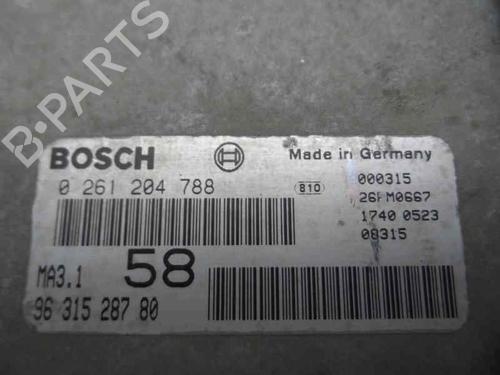 B-PARTS
BOSCH
Made in Germany
0 261 204 788
810
000315
26FM0667
1740 0523
08315
MA3.1
58
96 315 287 80